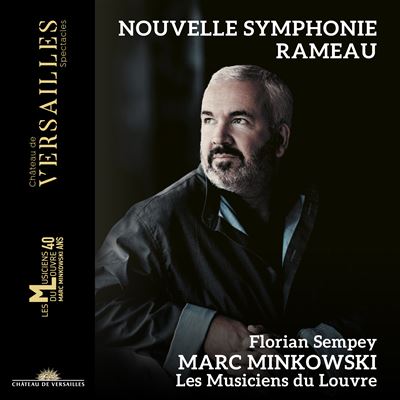 NOUVELLE SYMPHONIE
RAMEAU
Château de
VERSAILLES
Spectacles
LES MUSICIENS
DU LOUVRE
40 ANS
MARC MINKOWSKI
CHÂTEAU DE VERSAILLES
Florian Sempey
MARC MINKOWSKI
Les Musiciens du Louvre